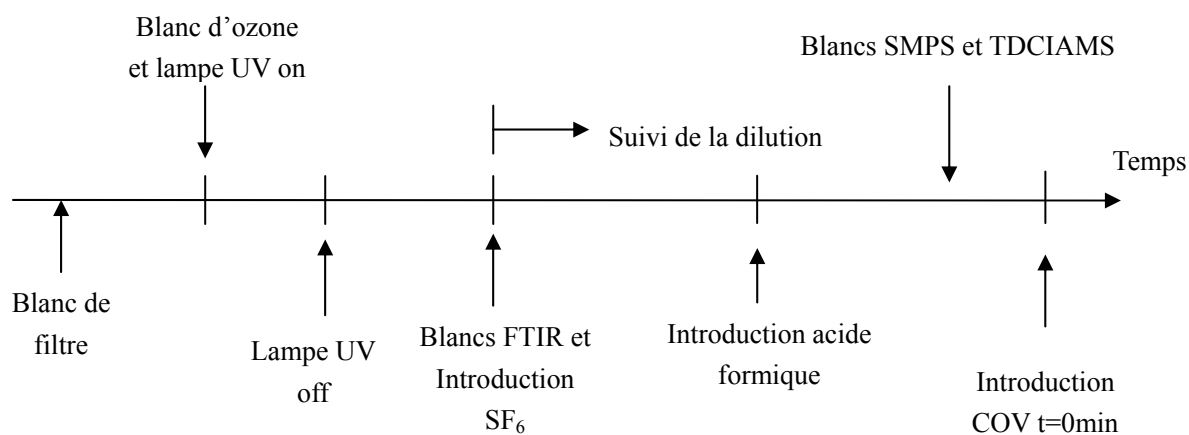 Blanc d’ozone
et lampe UV on
Blancs SMPS et TDCIAMS
Suivi de la dilution
Temps
Blanc de
filtre
Lampe UV
off
Blancs FTIR et
Introduction
SF₆
Introduction acide
formique
Introduction
COV t=0min